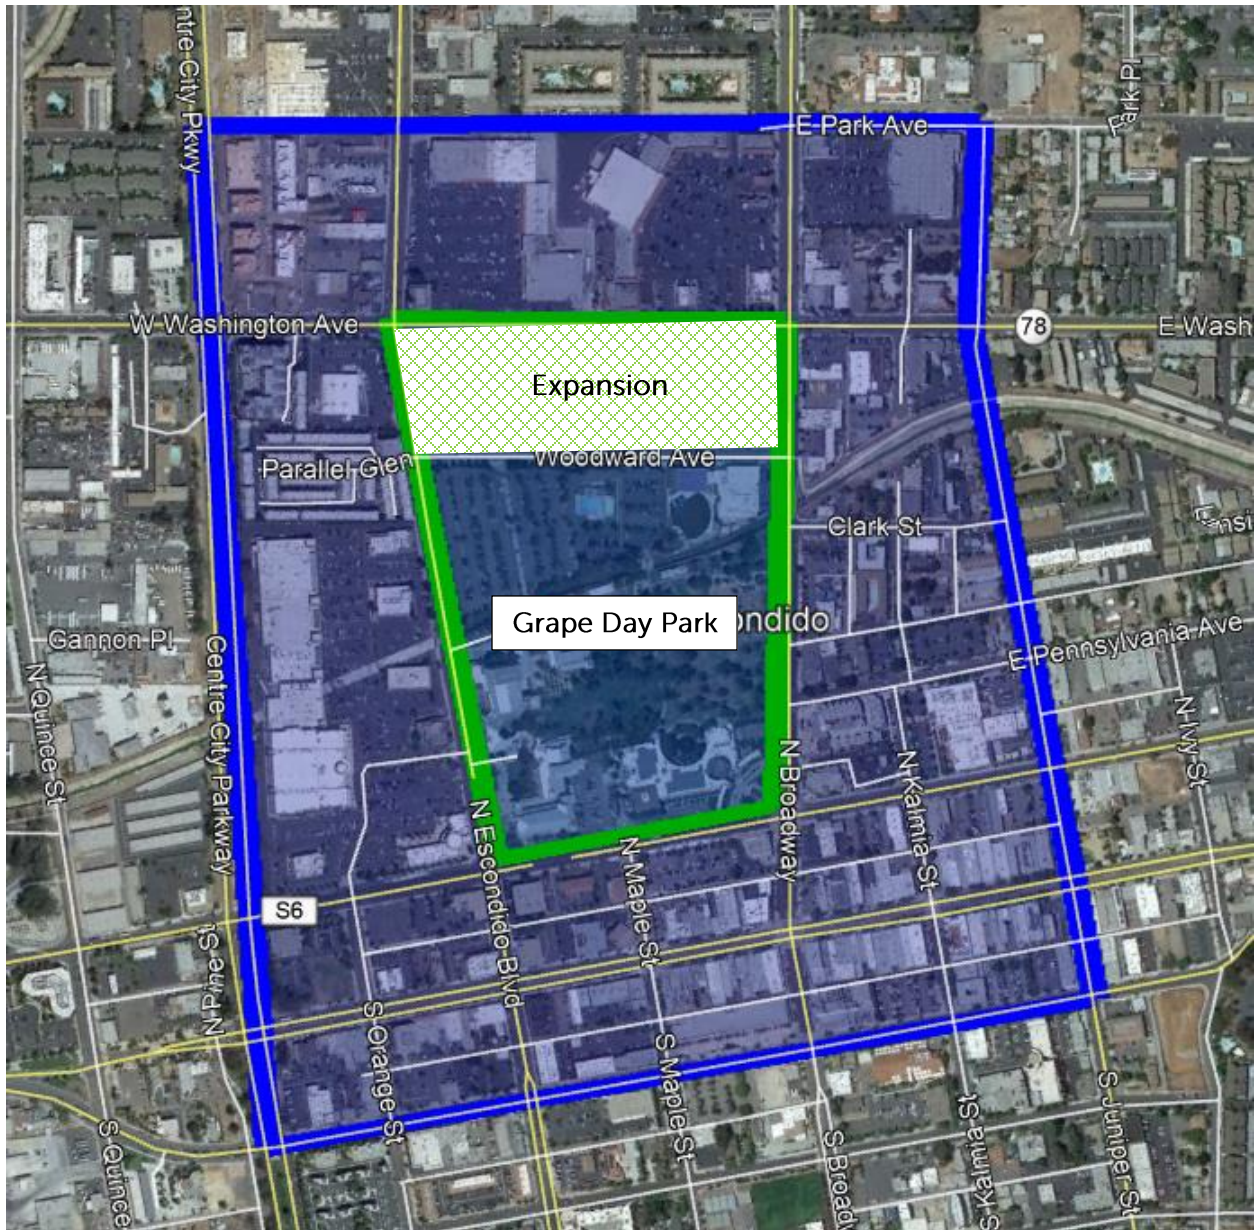 ntre City Pkwy
E Park Ave
Park Pl
W Washington Ave
78
E Wash
Expansion
Parallel Glen
Woodward Ave
Clark St
Grape Day Park
ondido
Gannon Pl
E Pennsylvania Ave
N Quince St
Centre City Parkway
N Ivy St
N Broadway
N Kalmia St
N Escondido Blvd
N Maple St
S6
N Pine St
S Orange St
S Maple St
S Quince
S Broad
S Kalmia St
S Juniper St